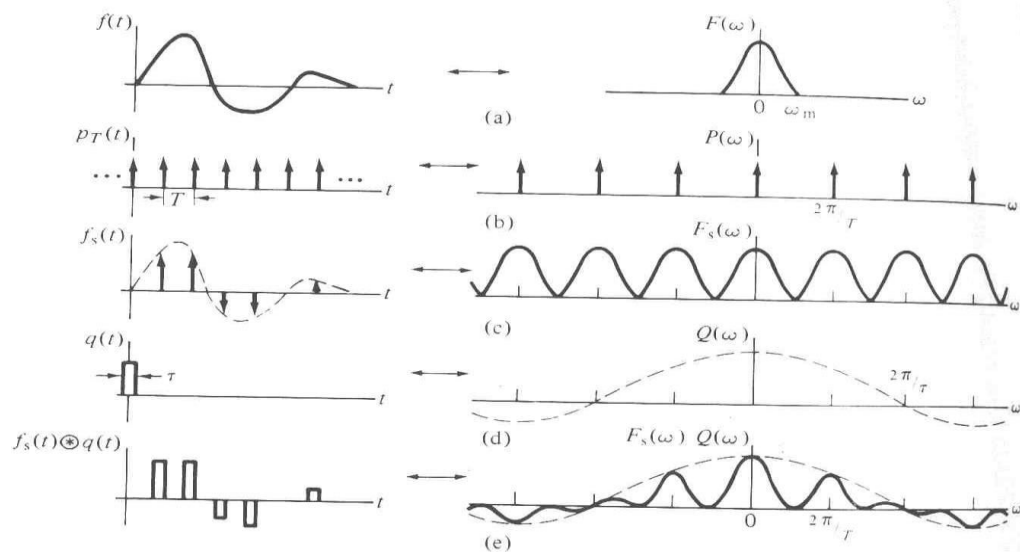 f(t)
F(ω)
t
0
ω_m
ω
(a)
p_T(t)
P(ω)
...
...
t
T
2π/T
ω
(b)
f_s(t)
F_s(ω)
t
ω
(c)
q(t)
Q(ω)
τ
2π/τ
t
ω
(d)
f_s(t)⊛q(t)
F_s(ω) Q(ω)
t
0
2π/T
ω
(e)